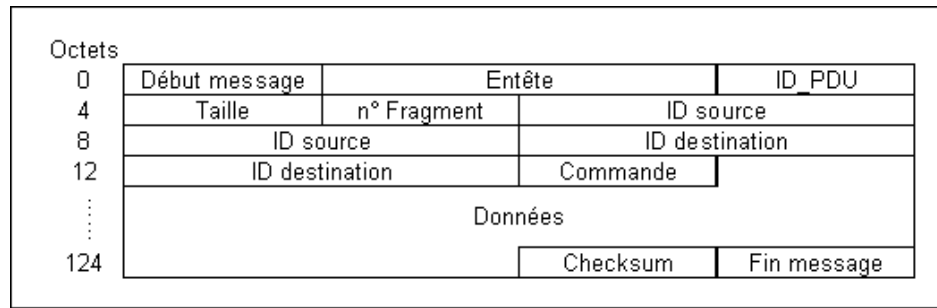 Octets
0 Début message Entête ID_PDU
4 Taille n° Fragment ID source
8 ID source ID destination
12 ID destination Commande
Données
124 Checksum Fin message